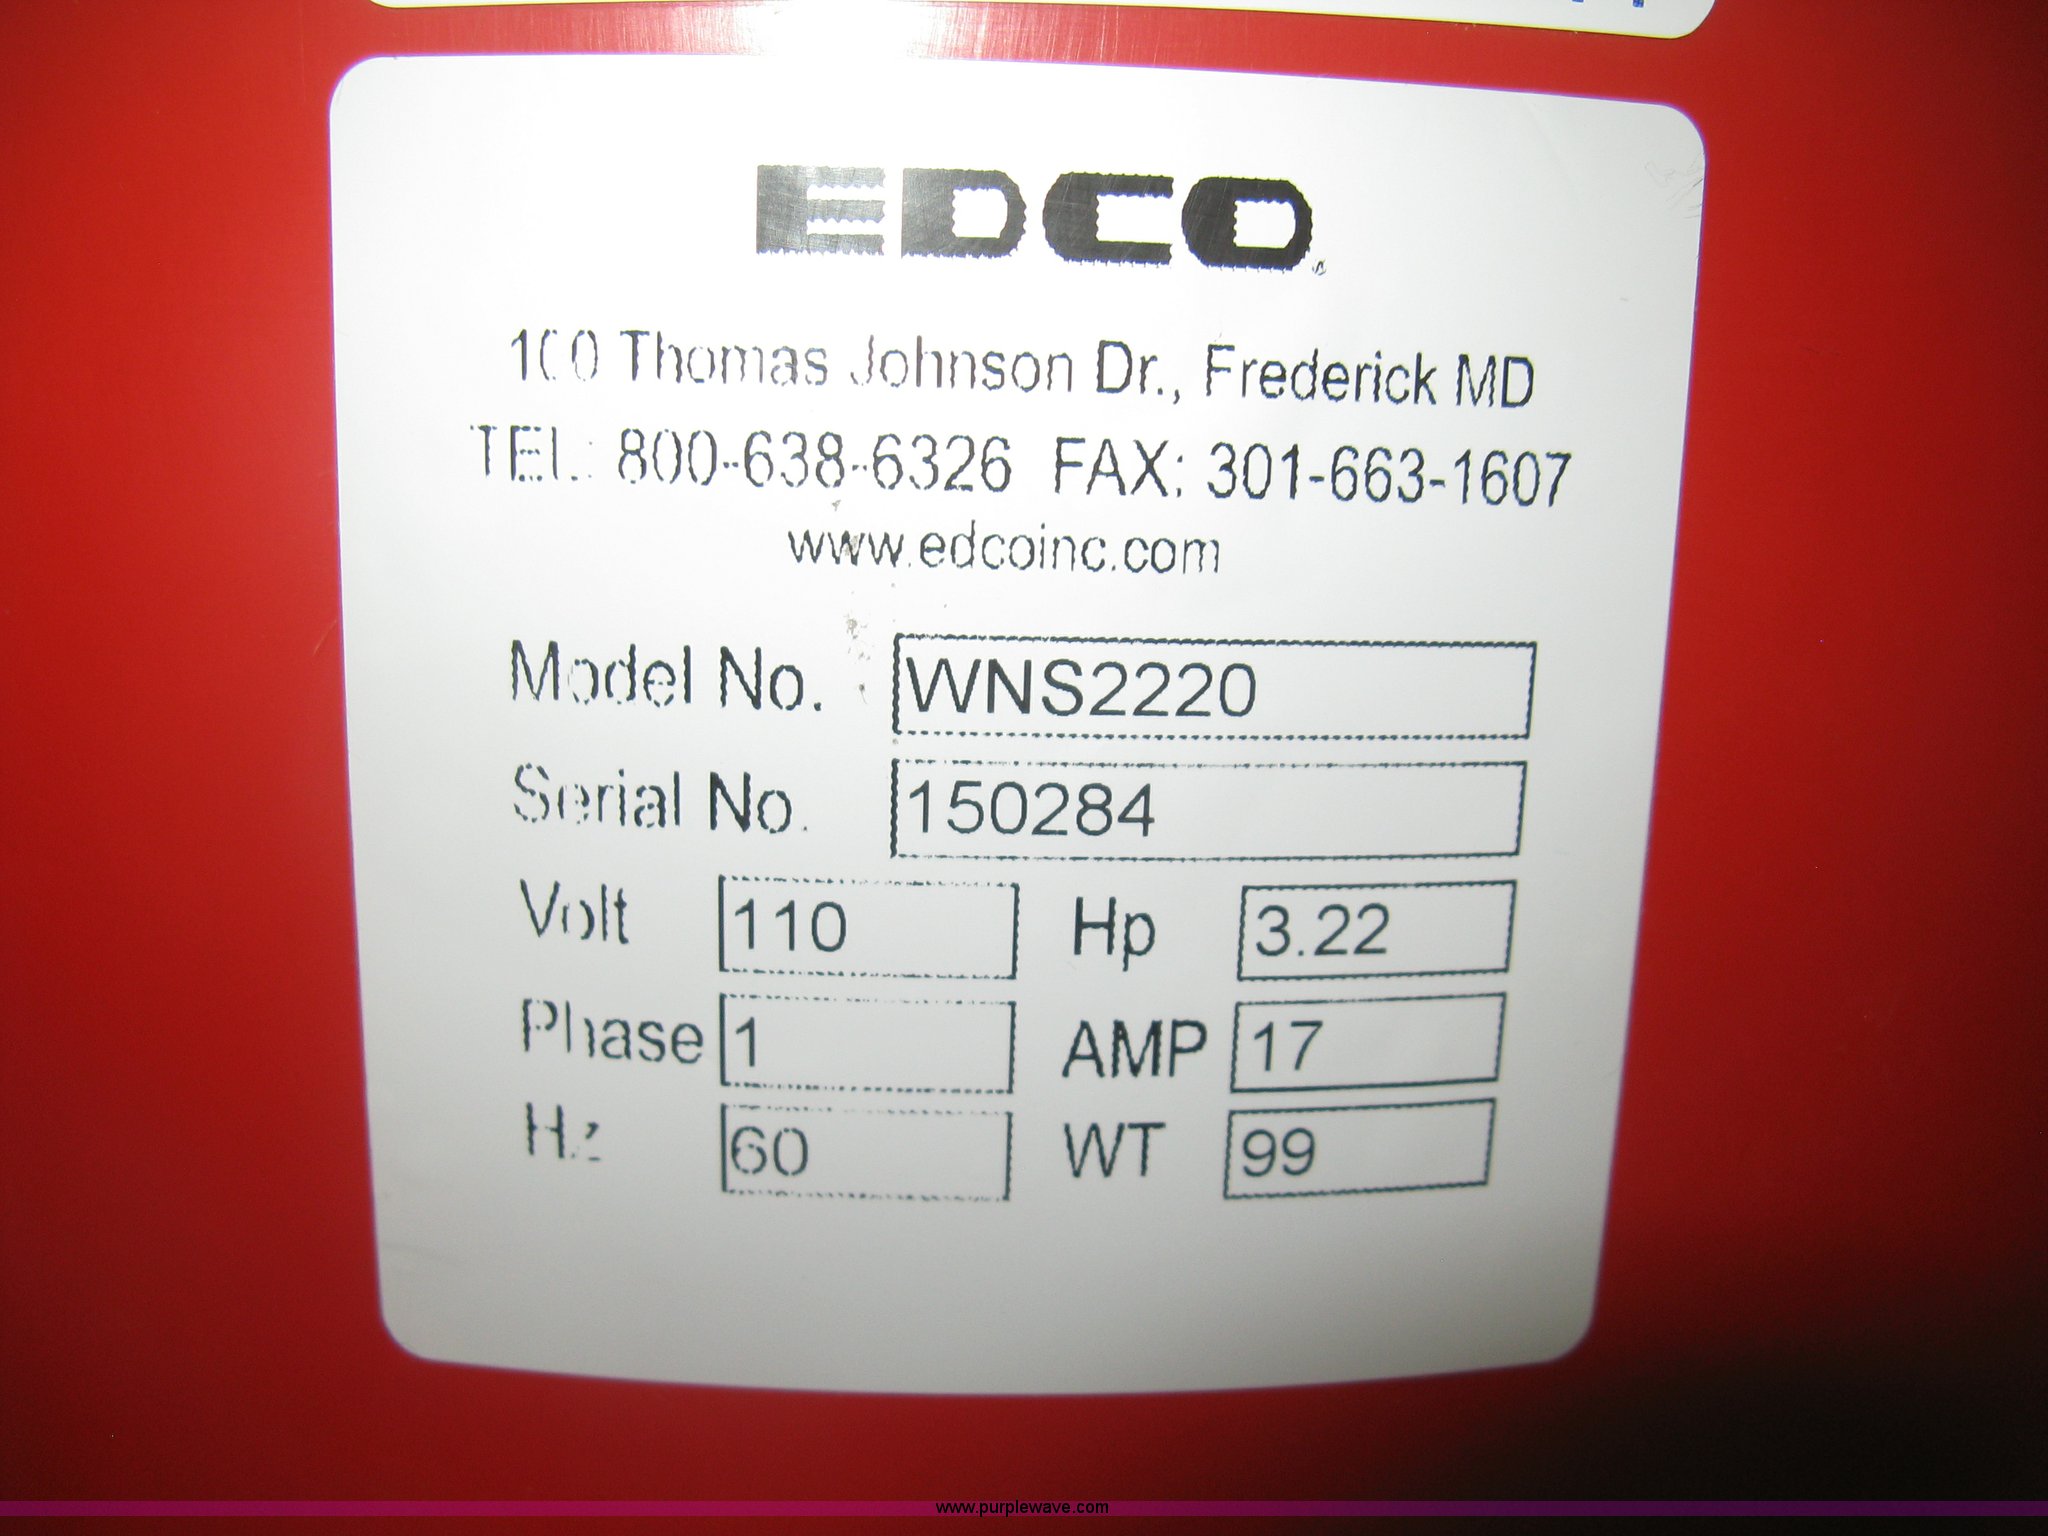 EDCO
100 Thomas Johnson Dr., Frederick MD
TEL: 800-638-6326 FAX: 301-663-1607
www.edcoinc.com
Model No. WNS2220
Serial No. 150284
Volt 110 Hp 3.22
Phase 1 AMP 17
Hz 60 WT 99
www.purplewave.com